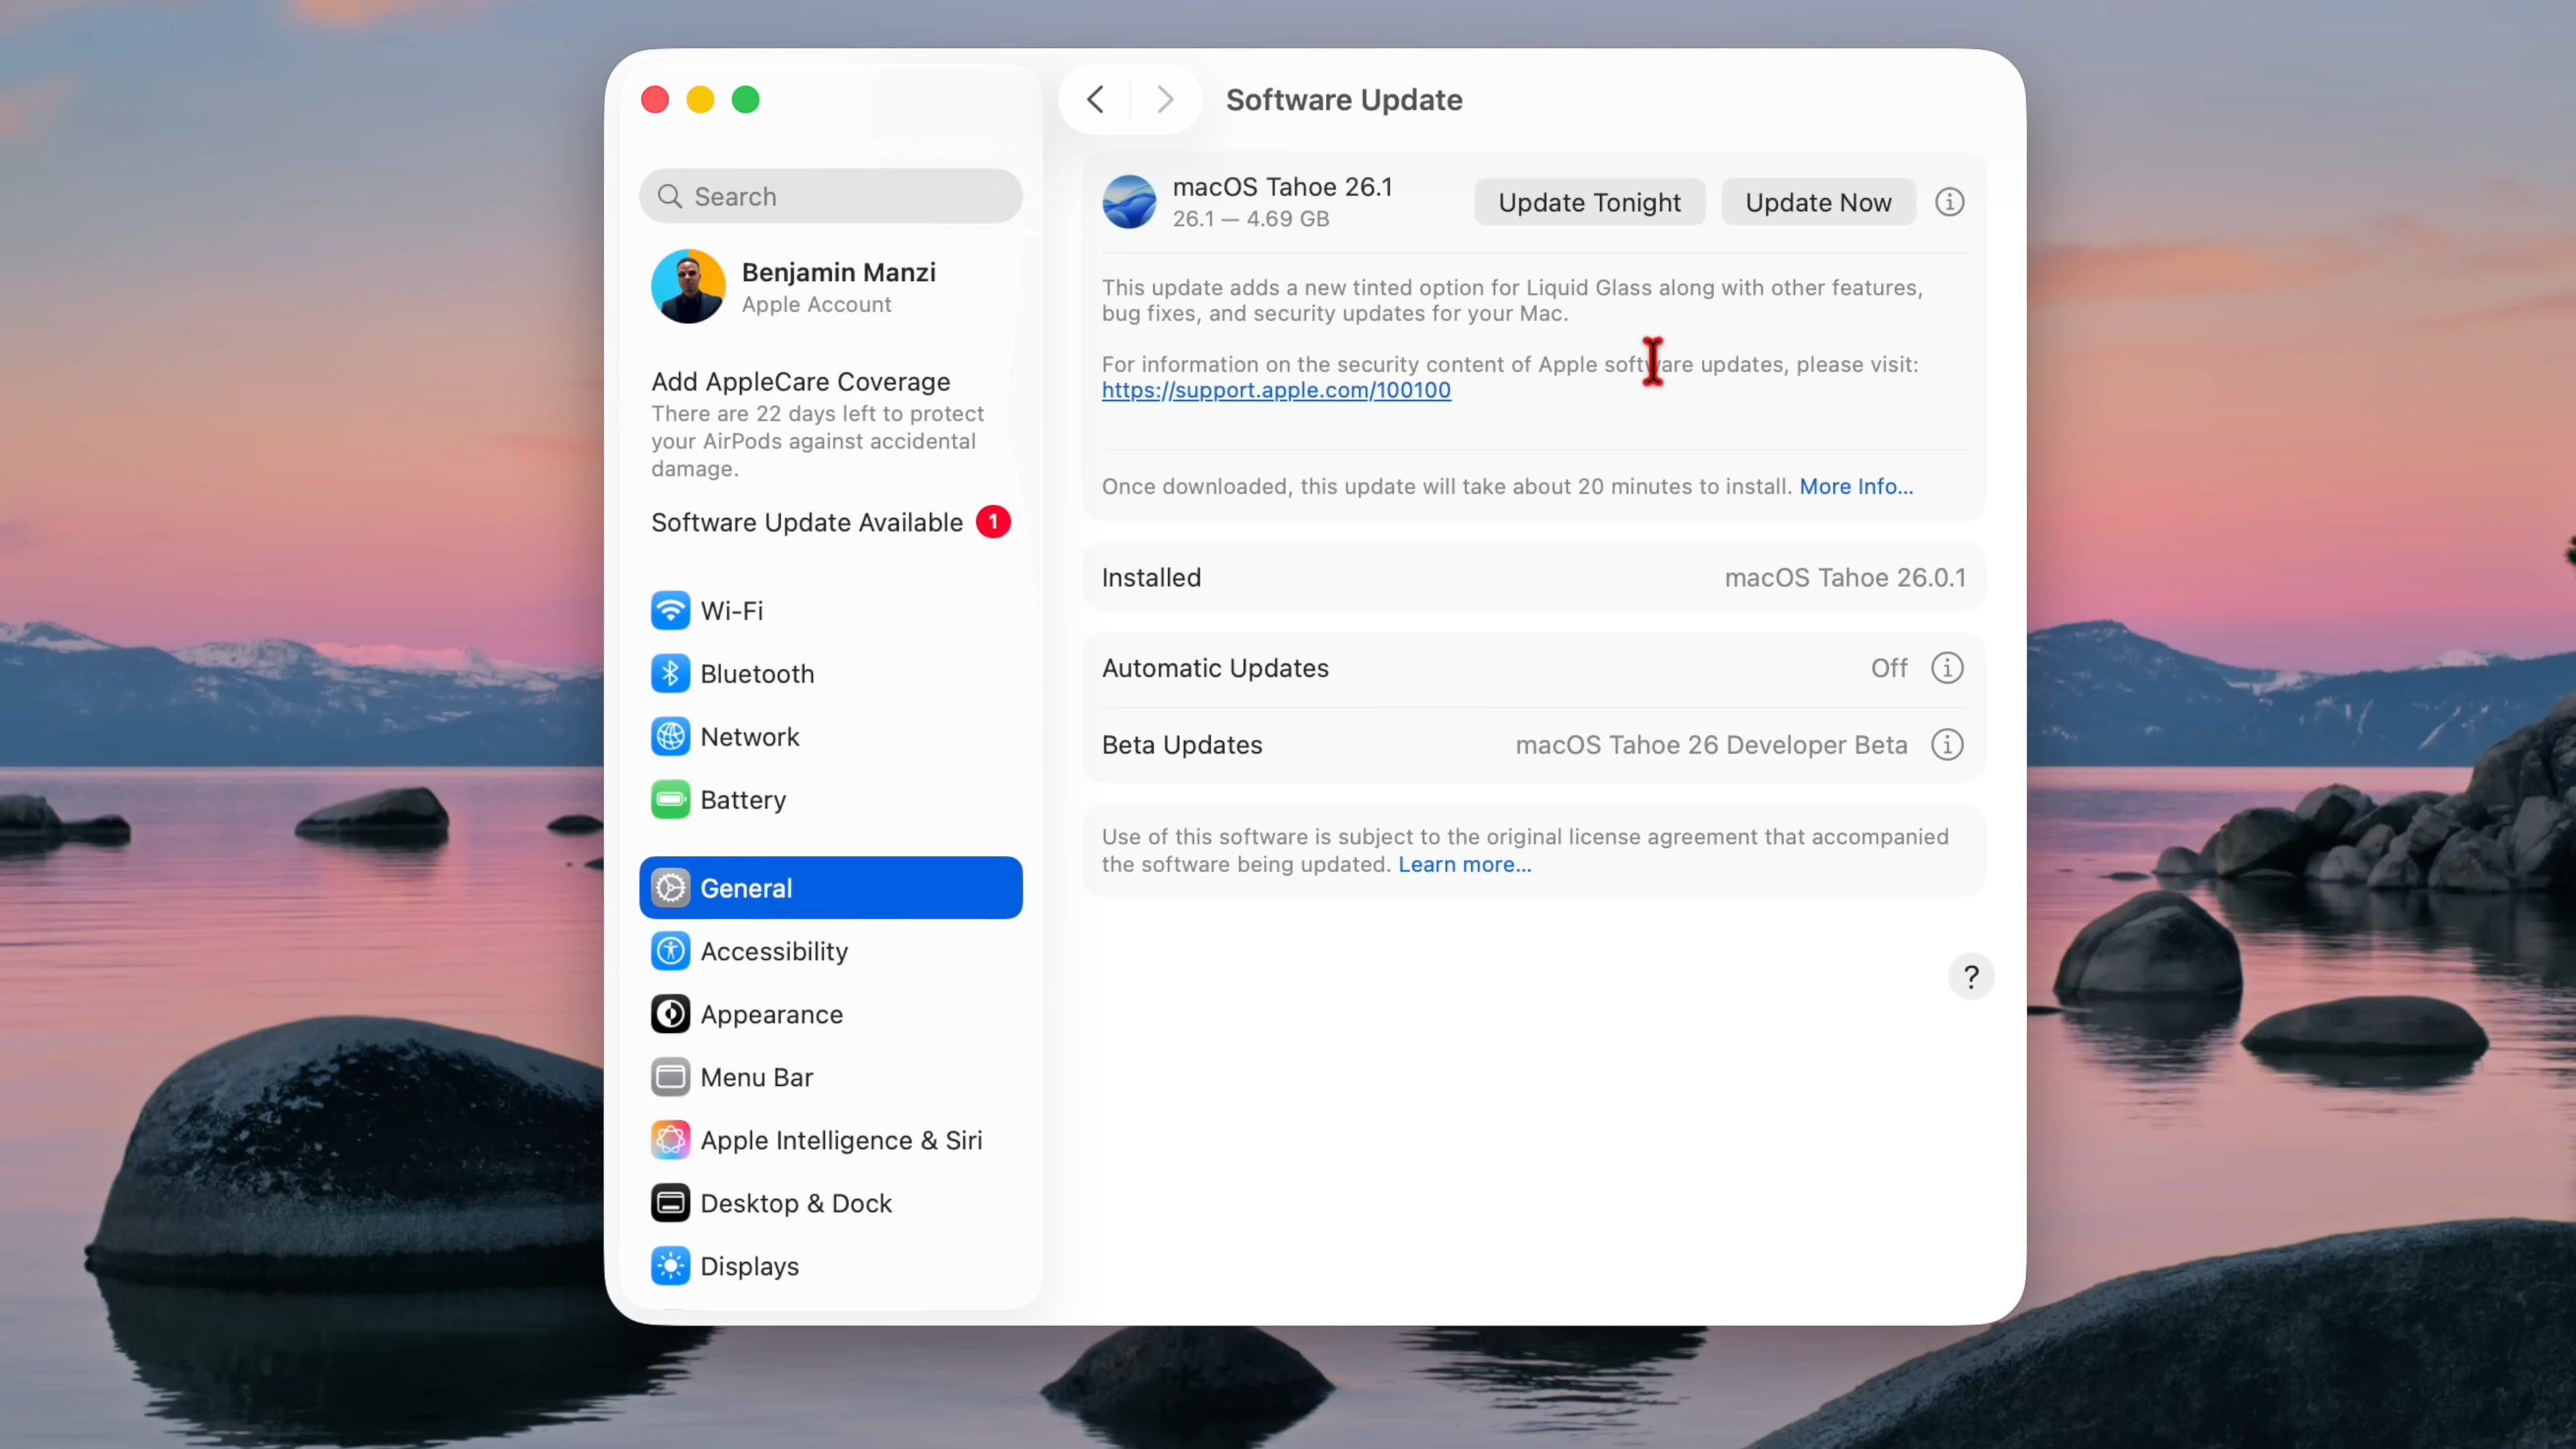 Software Update
Search
Benjamin Manzi
Apple Account
Add AppleCare Coverage
There are 22 days left to protect
your AirPods against accidental
damage.
Software Update Available 1
Wi-Fi
Bluetooth
Network
Battery
General
Accessibility
Appearance
Menu Bar
Apple Intelligence & Siri
Desktop & Dock
Displays
macOS Tahoe 26.1
26.1 — 4.69 GB
Update Tonight
Update Now
This update adds a new tinted option for Liquid Glass along with other features,
bug fixes, and security updates for your Mac.
For information on the security content of Apple software updates, please visit:
https://support.apple.com/100100
Once downloaded, this update will take about 20 minutes to install. More Info...
Installed macOS Tahoe 26.0.1
Automatic Updates Off
Beta Updates macOS Tahoe 26 Developer Beta
Use of this software is subject to the original license agreement that accompanied
the software being updated. Learn more...
?